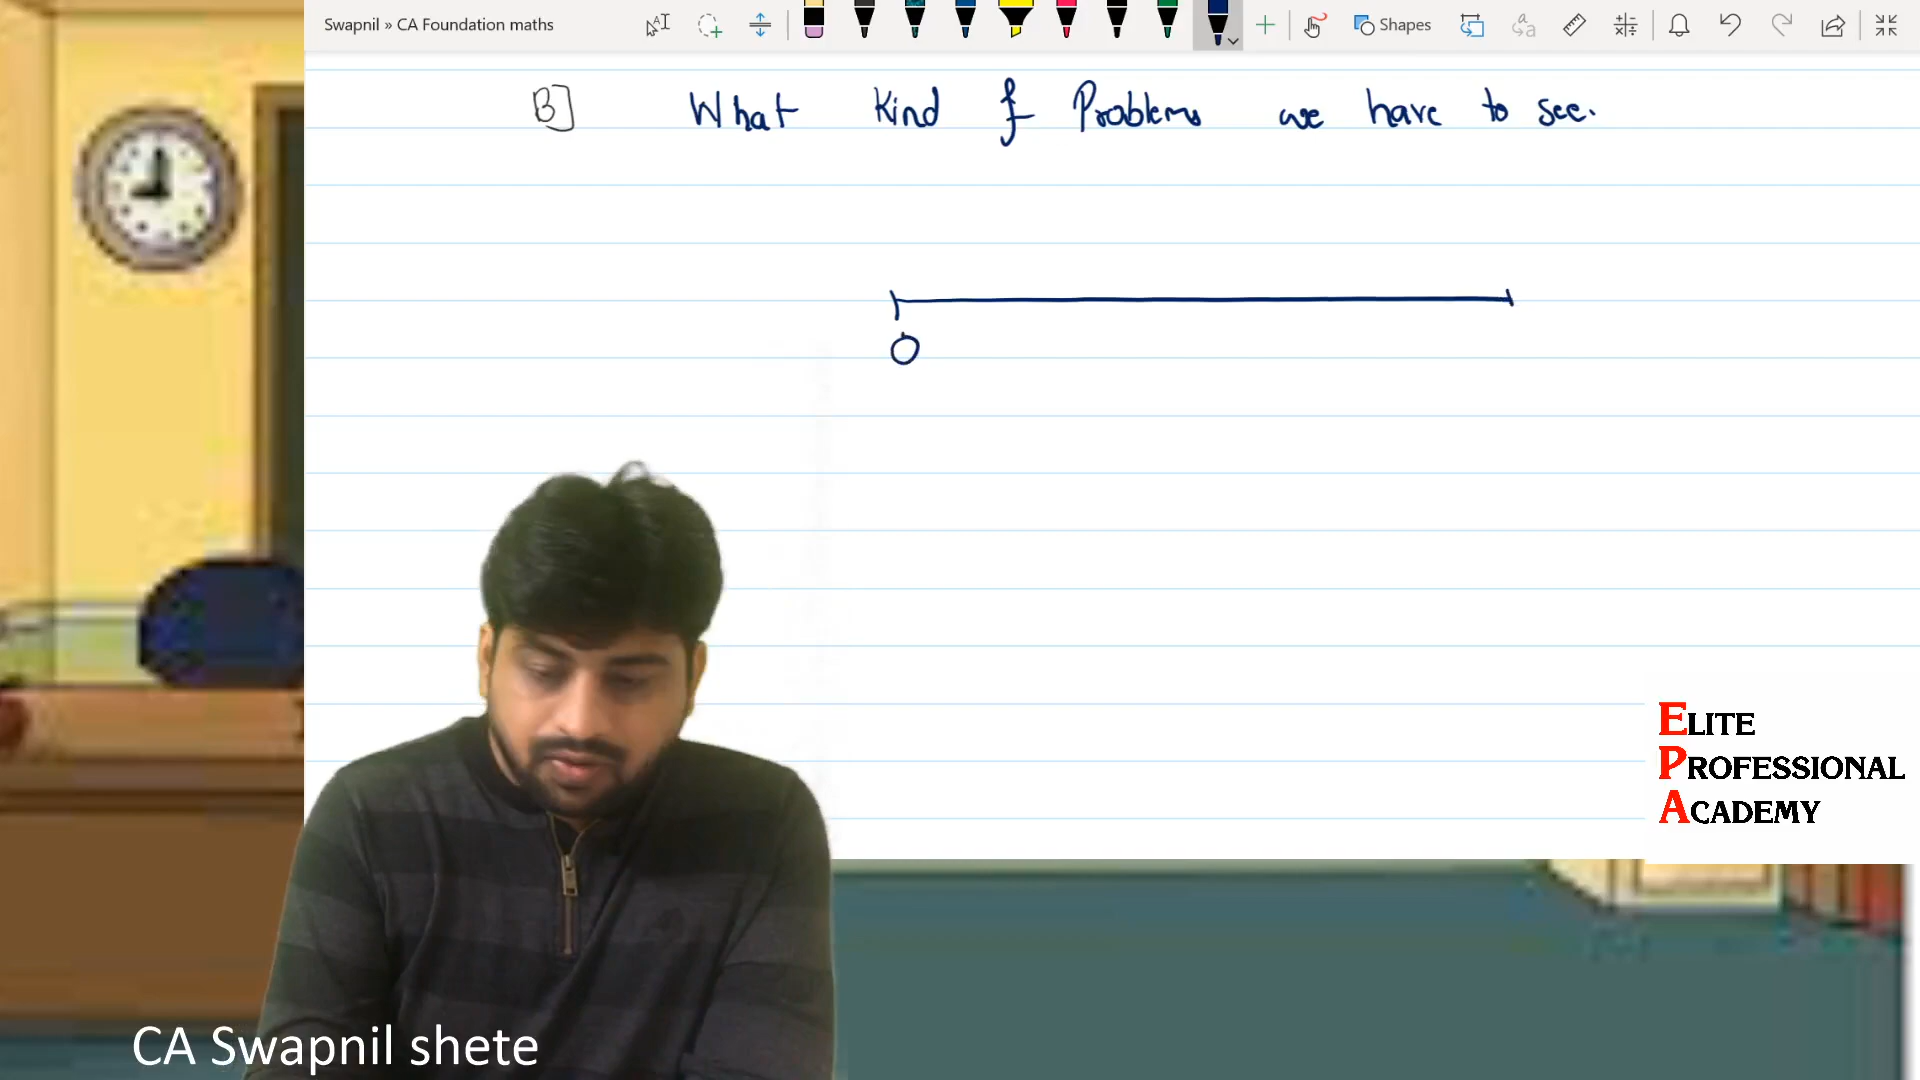 Swapnil » CA Foundation maths
Shapes
B] What Kind of Problems we have to see.
0
ELITE
PROFESSIONAL
ACADEMY
CA Swapnil shete